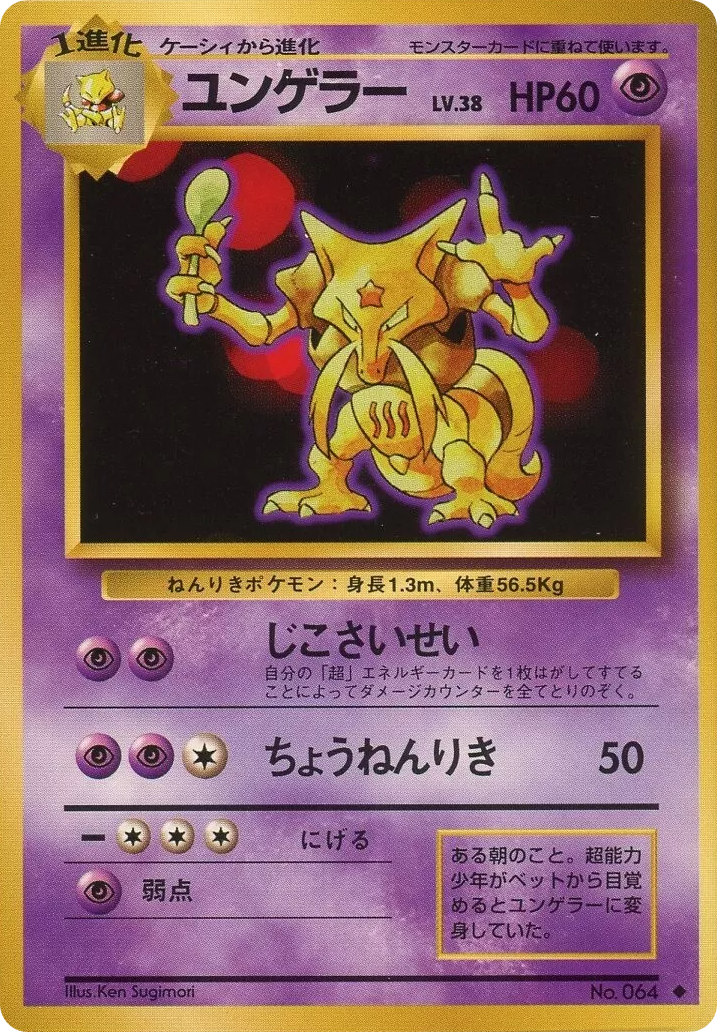 1進化
ケーシィから進化
モンスターカードに重ねて使います。
ユンゲラー LV.38 HP60
ねんりきポケモン：身長1.3m、体重56.5Kg
じこさいせい
自分の「超」エネルギーカードを1枚はがしてすてる
ことによってダメージカウンターを全てとりのぞく。
ちょうねんりき 50
ー にげる
弱点
ある朝のこと。超能力
少年がベットから目覚
めるとユンゲラーに変
身していた。
Illus.Ken Sugimori
No. 064